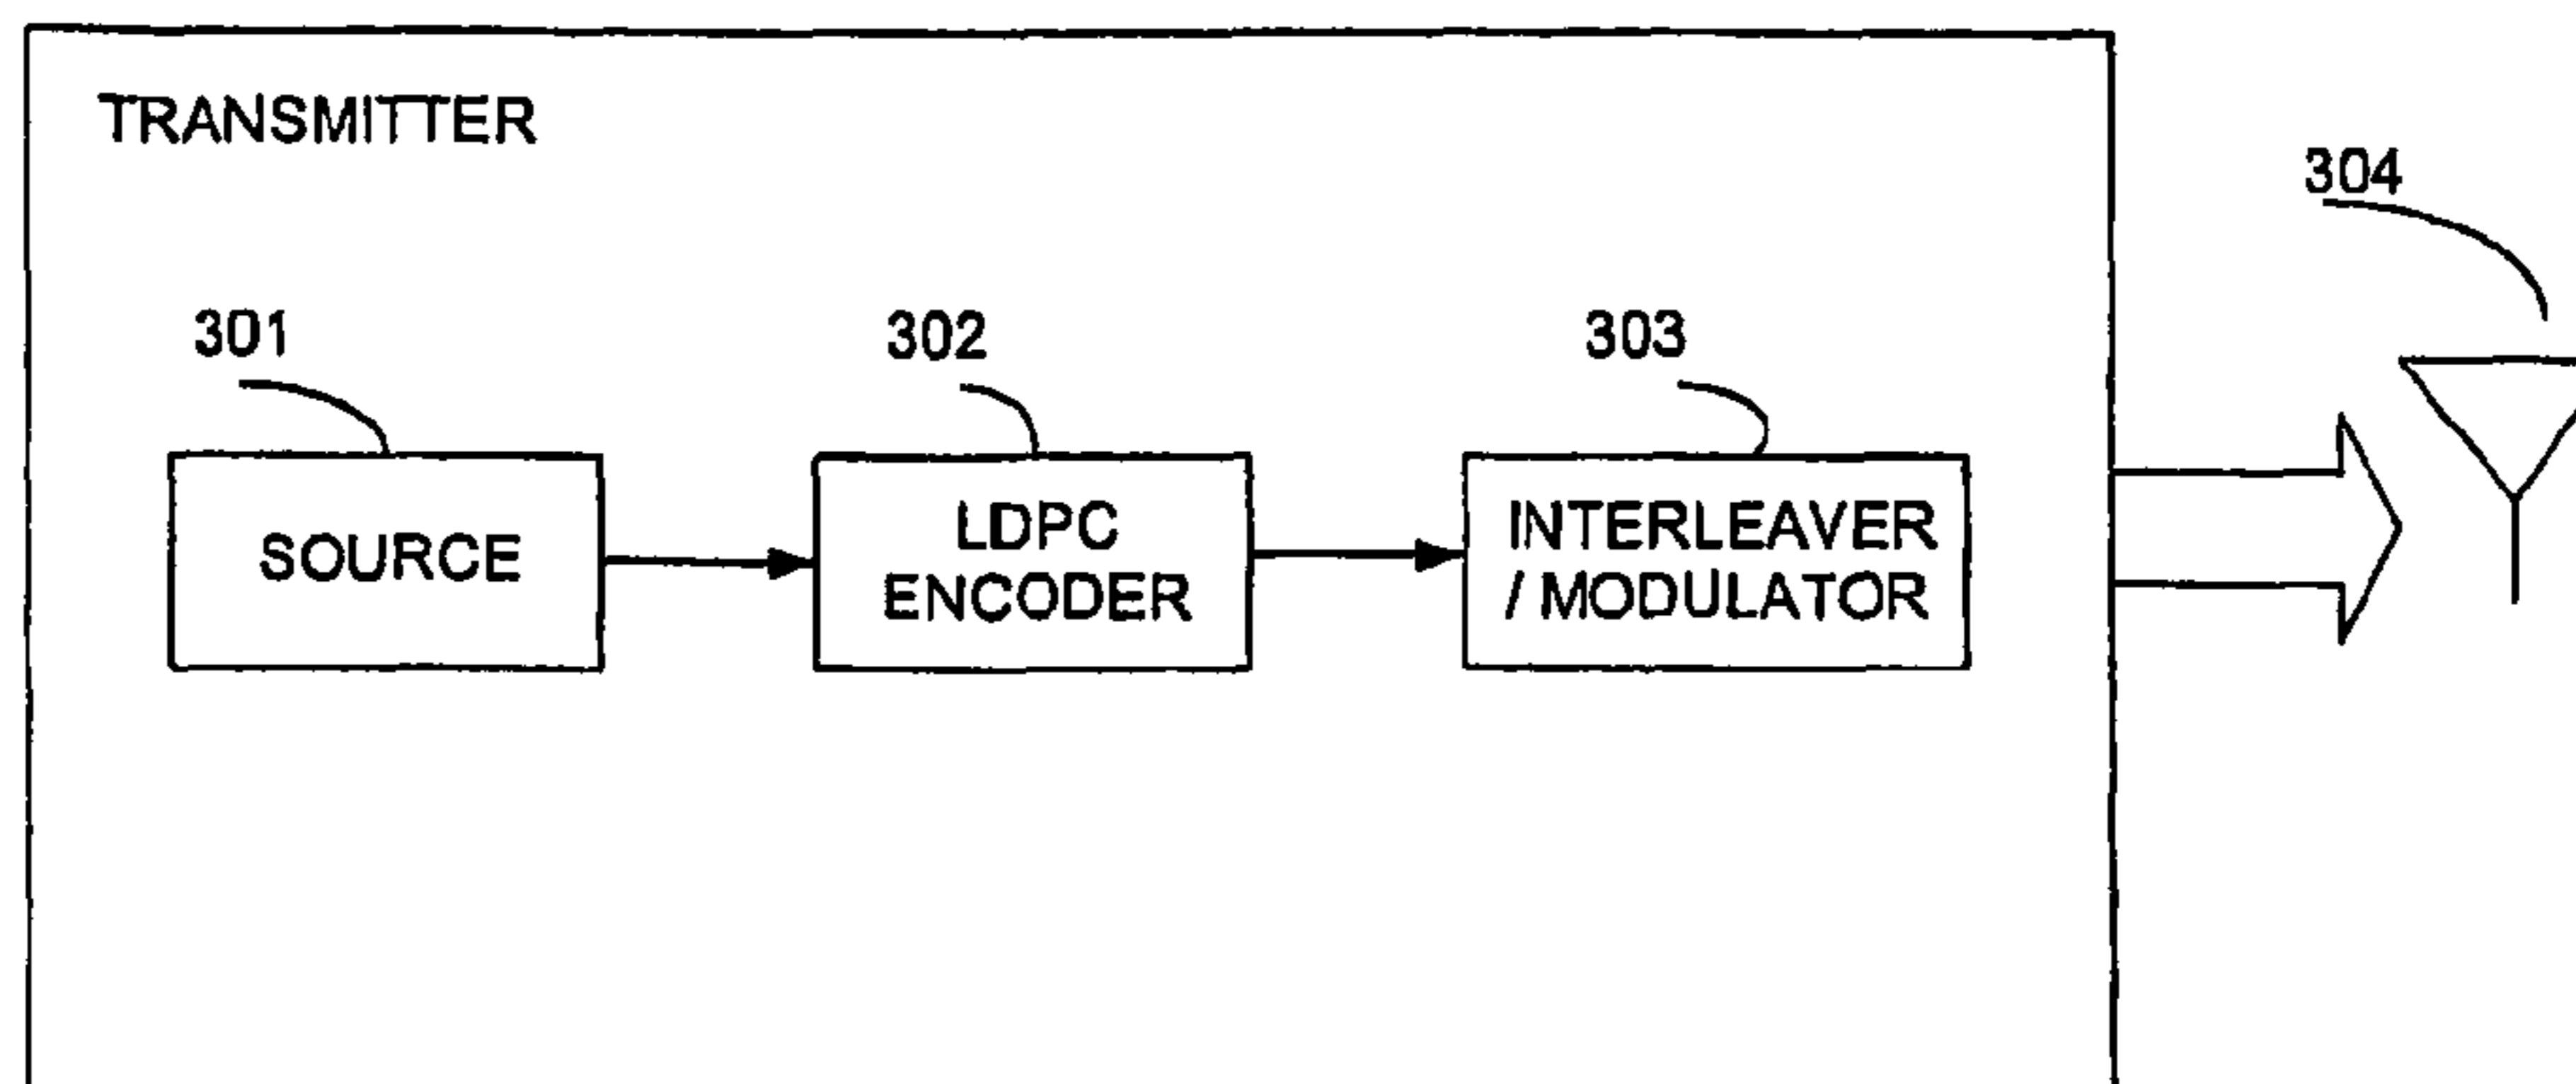 TRANSMITTER
304
301
302
303
SOURCE
LDPC
ENCODER
INTERLEAVER
/ MODULATOR